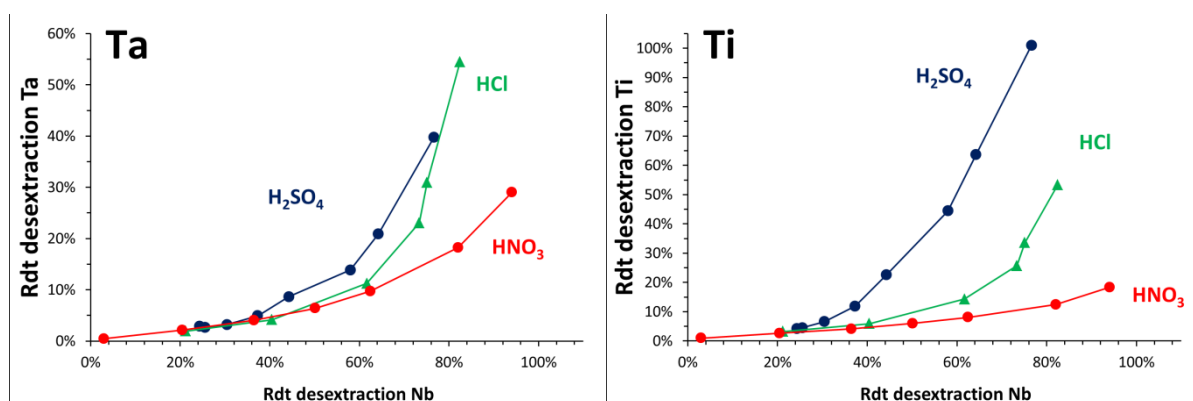 Ta
Rdt desextraction Ta
60%
50%
40%
30%
20%
10%
0%
H₂SO₄
HCl
HNO₃
0%
20%
40%
60%
80%
100%
Rdt desextraction Nb
Ti
Rdt desextraction Ti
100%
90%
80%
70%
60%
50%
40%
30%
20%
10%
0%
H₂SO₄
HCl
HNO₃
0%
20%
40%
60%
80%
100%
Rdt desextraction Nb